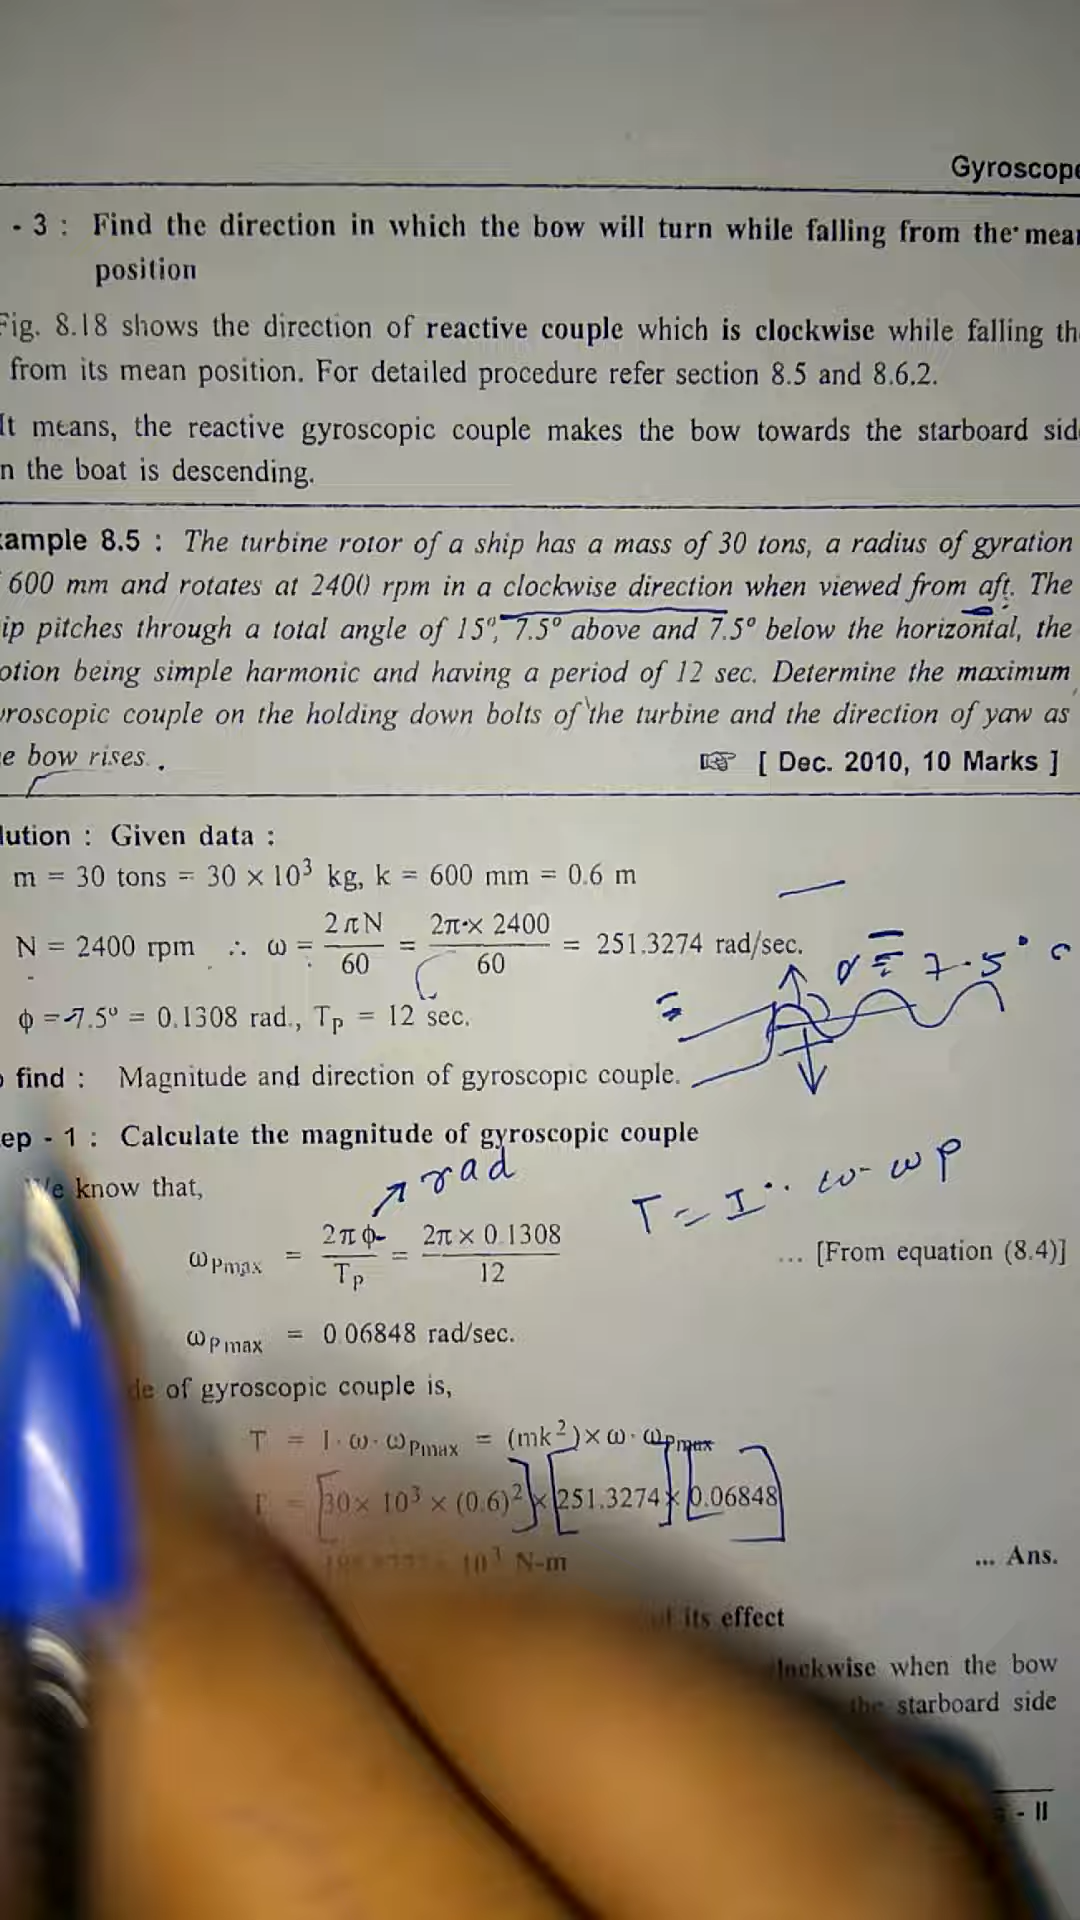 Gyroscope
- 3 : Find the direction in which the bow will turn while falling from the mean
position
Fig. 8.18 shows the direction of reactive couple which is clockwise while falling the
from its mean position. For detailed procedure refer section 8.5 and 8.6.2.
It means, the reactive gyroscopic couple makes the bow towards the starboard side
n the boat is descending.
ample 8.5 : The turbine rotor of a ship has a mass of 30 tons, a radius of gyration
600 mm and rotates at 2400 rpm in a clockwise direction when viewed from aft. The
ip pitches through a total angle of 15°, 7.5° above and 7.5° below the horizontal, the
otion being simple harmonic and having a period of 12 sec. Determine the maximum
yroscopic couple on the holding down bolts of the turbine and the direction of yaw as
e bow rises.
☞ [ Dec. 2010, 10 Marks ]
lution : Given data :
m = 30 tons = 30 × 10³ kg, k = 600 mm = 0.6 m
N = 2400 rpm ∴ ω = 2πN / 60 = 2π × 2400 / 60 = 251.3274 rad/sec.
φ = 7.5° = 0.1308 rad., Tp = 12 sec.
= 7.5°
find : Magnitude and direction of gyroscopic couple.
ep - 1 : Calculate the magnitude of gyroscopic couple
We know that,
rad
T = I · ω · ωp
ωPmax = 2πφ / Tp = 2π × 0.1308 / 12
... [From equation (8.4)]
ωPmax = 0.06848 rad/sec.
de of gyroscopic couple is,
T = I · ω · ωPmax = (mk²) × ω · ωPmax
= [30 × 10³ × (0.6)²] × [251.3274] × [0.06848]
10³ N-m
... Ans.
of its effect
lockwise when the bow
the starboard side
- II